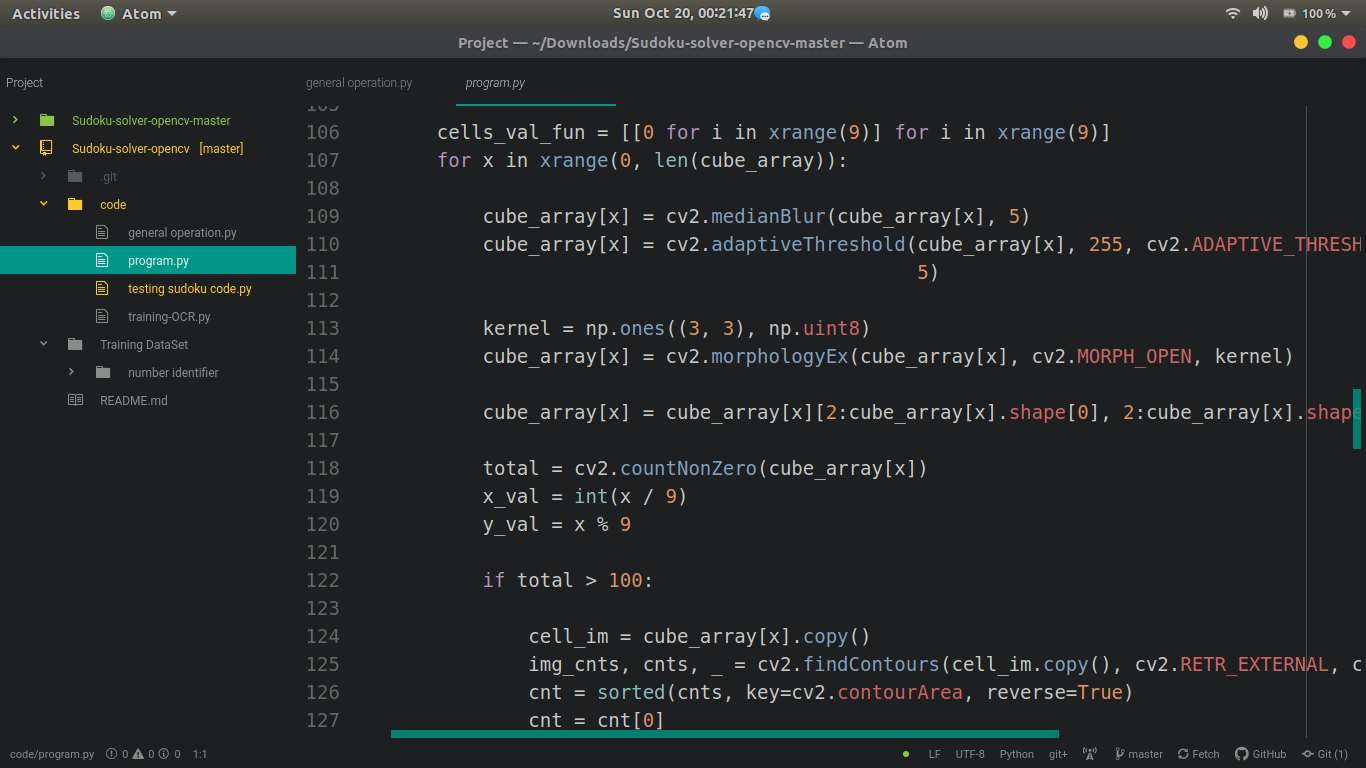 Activities Atom Sun Oct 20, 00:21:47 100%
Project — ~/Downloads/Sudoku-solver-opencv-master — Atom
Project
Sudoku-solver-opencv-master
Sudoku-solver-opencv [master]
.git
code
general operation.py
program.py
testing sudoku code.py
training-OCR.py
Training DataSet
number identifier
README.md
general operation.py program.py
105
106 cells_val_fun = [[0 for i in xrange(9)] for i in xrange(9)]
107 for x in xrange(0, len(cube_array)):
108
109 cube_array[x] = cv2.medianBlur(cube_array[x], 5)
110 cube_array[x] = cv2.adaptiveThreshold(cube_array[x], 255, cv2.ADAPTIVE_THRESH
111 5)
112
113 kernel = np.ones((3, 3), np.uint8)
114 cube_array[x] = cv2.morphologyEx(cube_array[x], cv2.MORPH_OPEN, kernel)
115
116 cube_array[x] = cube_array[x][2:cube_array[x].shape[0], 2:cube_array[x].shape
117
118 total = cv2.countNonZero(cube_array[x])
119 x_val = int(x / 9)
120 y_val = x % 9
121
122 if total > 100:
123
124 cell_im = cube_array[x].copy()
125 img_cnts, cnts, _ = cv2.findContours(cell_im.copy(), cv2.RETR_EXTERNAL, c
126 cnt = sorted(cnts, key=cv2.contourArea, reverse=True)
127 cnt = cnt[0]
code/program.py 0 0 0 1:1 LF UTF-8 Python git+ master Fetch GitHub Git (1)